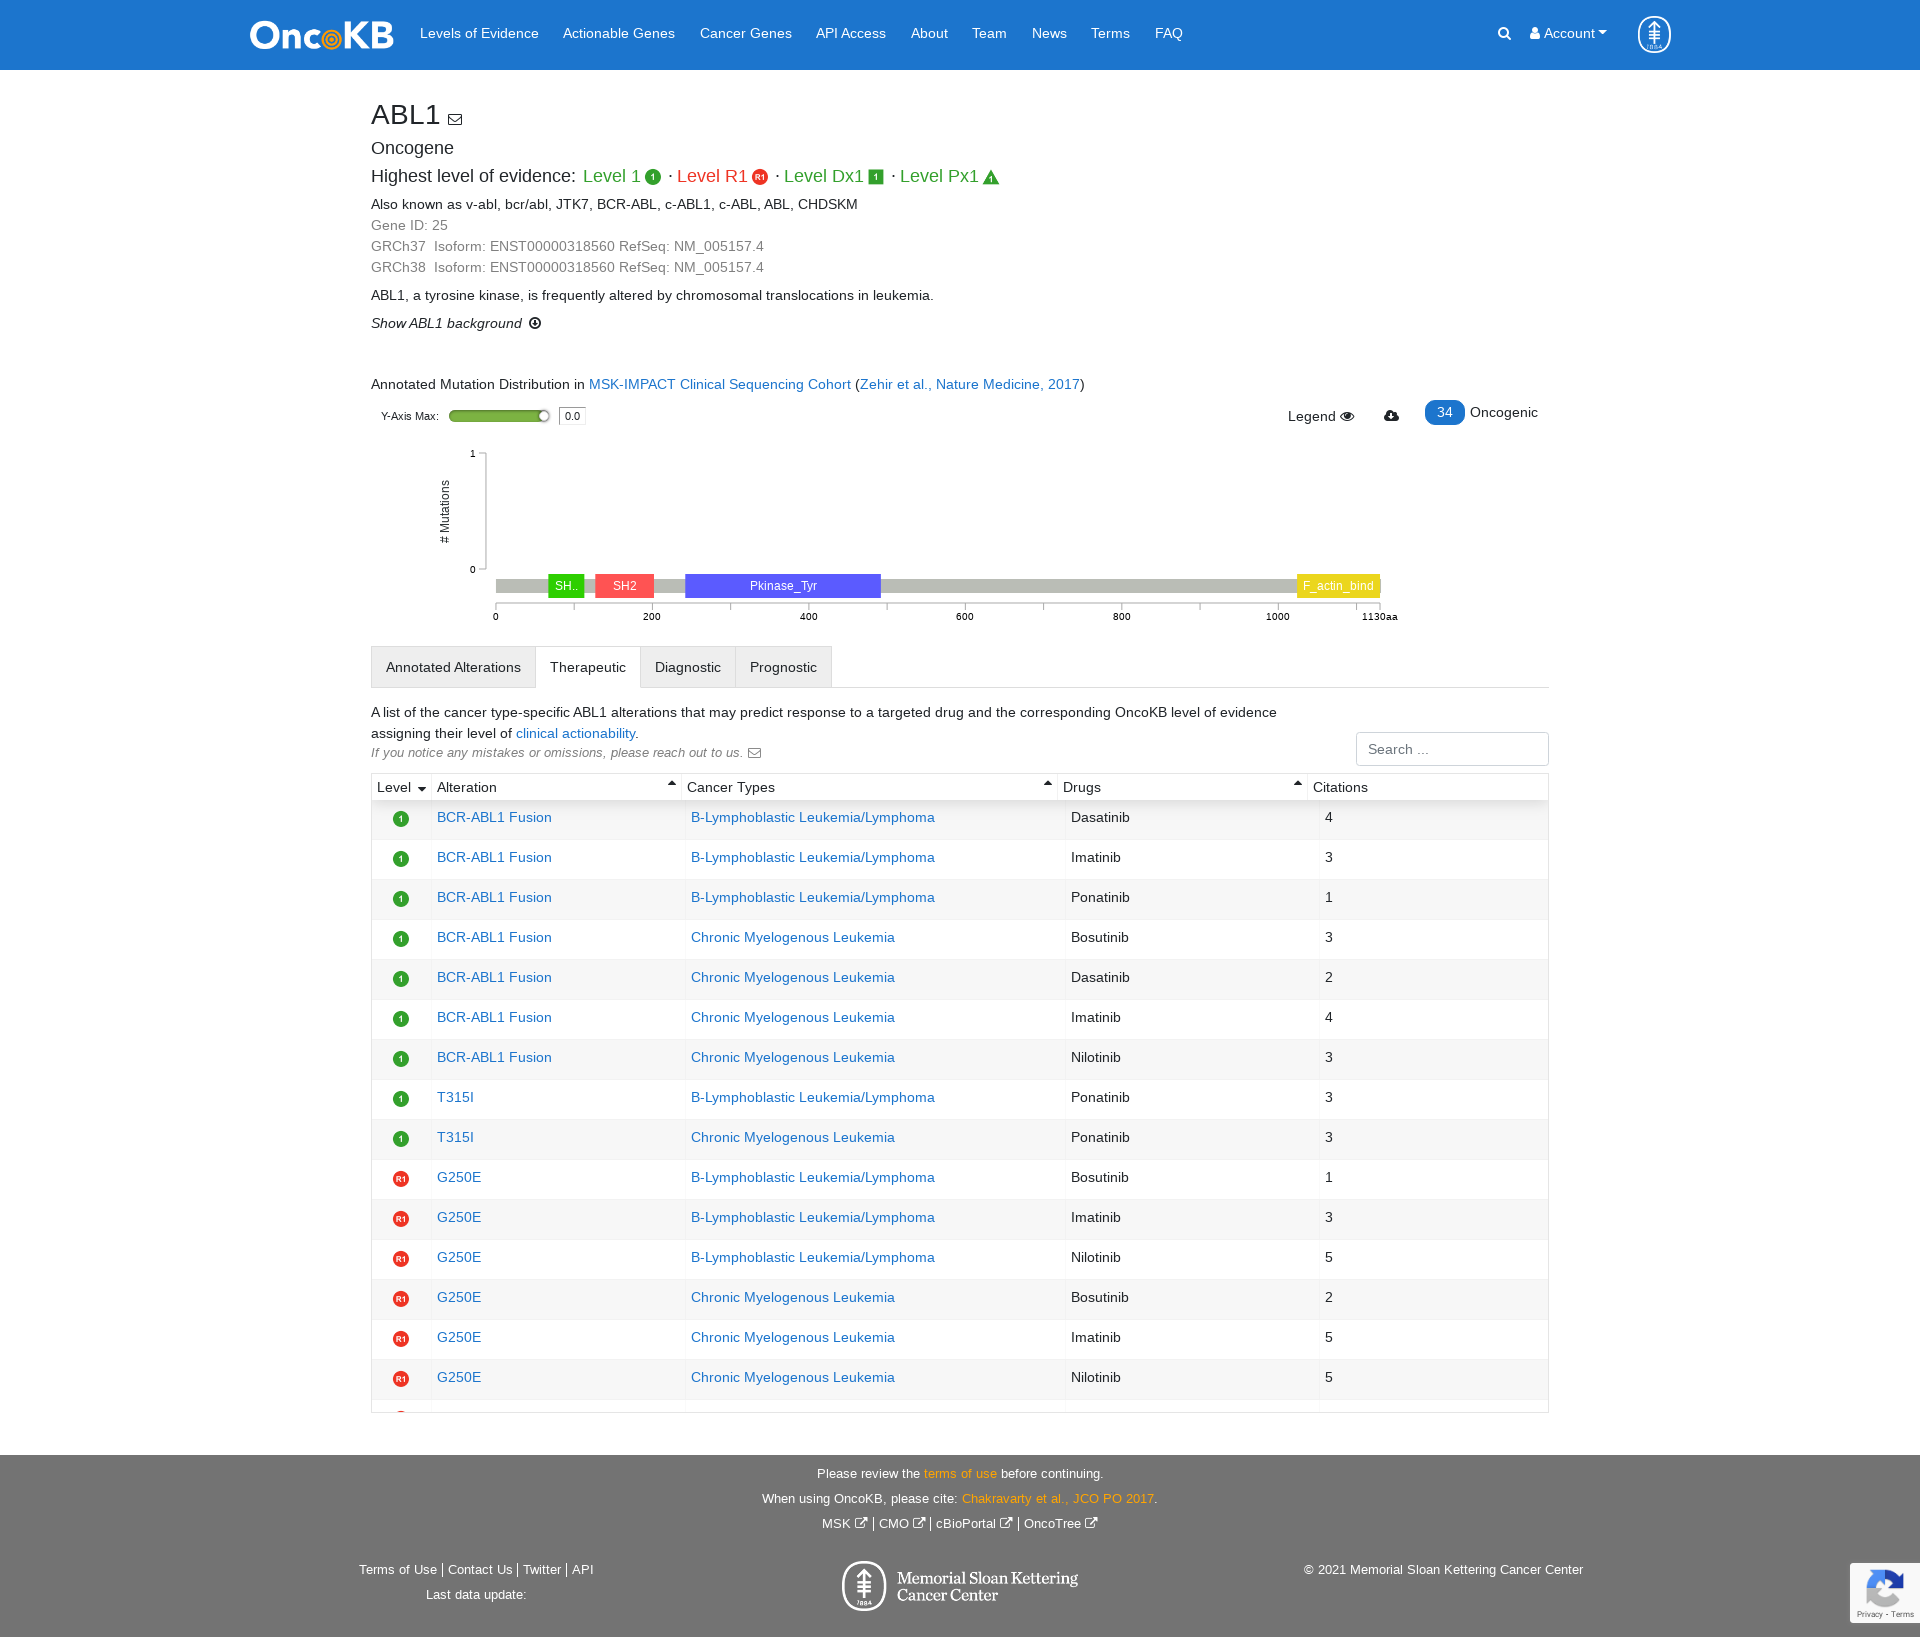 OncoKB Levels of Evidence Actionable Genes Cancer Genes API Access About Team News Terms FAQ Account
ABL1
Oncogene
Highest level of evidence: Level 1 1 · Level R1 R1 · Level Dx1 1 · Level Px1 1
Also known as v-abl, bcr/abl, JTK7, BCR-ABL, c-ABL1, c-ABL, ABL, CHDSKM
Gene ID: 25
GRCh37 Isoform: ENST00000318560 RefSeq: NM_005157.4
GRCh38 Isoform: ENST00000318560 RefSeq: NM_005157.4
ABL1, a tyrosine kinase, is frequently altered by chromosomal translocations in leukemia.
Show ABL1 background
Annotated Mutation Distribution in MSK-IMPACT Clinical Sequencing Cohort (Zehir et al., Nature Medicine, 2017)
Y-Axis Max: 0.0 Legend 34 Oncogenic
1
# Mutations
0
SH.. SH2 Pkinase_Tyr F_actin_bind
0 200 400 600 800 1000 1130aa
Annotated Alterations Therapeutic Diagnostic Prognostic
A list of the cancer type-specific ABL1 alterations that may predict response to a targeted drug and the corresponding OncoKB level of evidence
assigning their level of clinical actionability.
If you notice any mistakes or omissions, please reach out to us.
Search ...
Level Alteration Cancer Types Drugs Citations
1 BCR-ABL1 Fusion B-Lymphoblastic Leukemia/Lymphoma Dasatinib 4
1 BCR-ABL1 Fusion B-Lymphoblastic Leukemia/Lymphoma Imatinib 3
1 BCR-ABL1 Fusion B-Lymphoblastic Leukemia/Lymphoma Ponatinib 1
1 BCR-ABL1 Fusion Chronic Myelogenous Leukemia Bosutinib 3
1 BCR-ABL1 Fusion Chronic Myelogenous Leukemia Dasatinib 2
1 BCR-ABL1 Fusion Chronic Myelogenous Leukemia Imatinib 4
1 BCR-ABL1 Fusion Chronic Myelogenous Leukemia Nilotinib 3
1 T315I B-Lymphoblastic Leukemia/Lymphoma Ponatinib 3
1 T315I Chronic Myelogenous Leukemia Ponatinib 3
R1 G250E B-Lymphoblastic Leukemia/Lymphoma Bosutinib 1
R1 G250E B-Lymphoblastic Leukemia/Lymphoma Imatinib 3
R1 G250E B-Lymphoblastic Leukemia/Lymphoma Nilotinib 5
R1 G250E Chronic Myelogenous Leukemia Bosutinib 2
R1 G250E Chronic Myelogenous Leukemia Imatinib 5
R1 G250E Chronic Myelogenous Leukemia Nilotinib 5
Please review the terms of use before continuing.
When using OncoKB, please cite: Chakravarty et al., JCO PO 2017.
MSK | CMO | cBioPortal | OncoTree
Terms of Use | Contact Us | Twitter | API
Last data update:
1884 Memorial Sloan Kettering
Cancer Center
© 2021 Memorial Sloan Kettering Cancer Center
Privacy - Terms